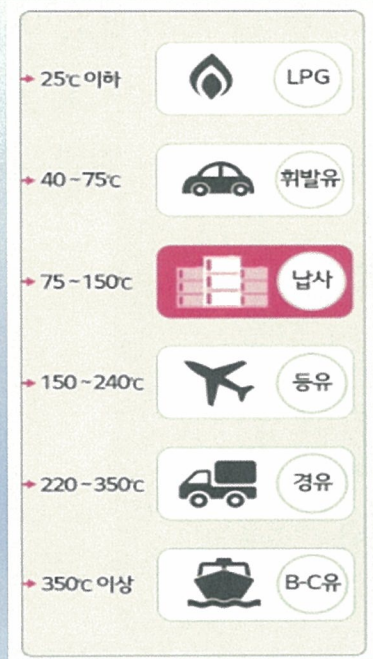 25℃ 이하 LPG
40~75℃ 휘발유
75~150℃ 납사
150~240℃ 등유
220~350℃ 경유
350℃ 이상 B-C유